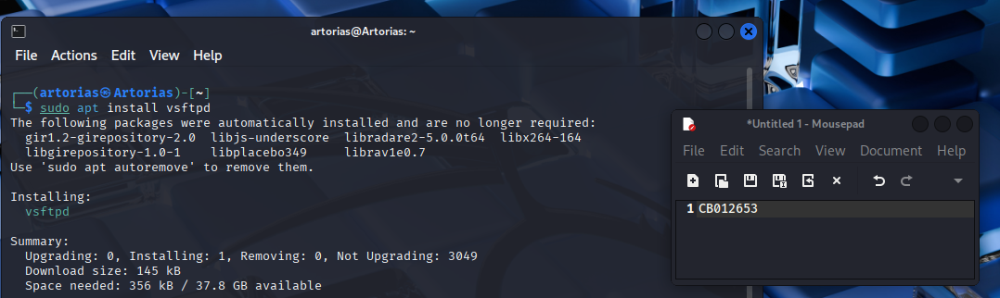 artorias@Artorias: ~
File Actions Edit View Help
┌──(artorias㉿Artorias)-[~]
└─$ sudo apt install vsftpd
The following packages were automatically installed and are no longer required:
  gir1.2-girepository-2.0  libjs-underscore  libradare2-5.0.0t64  libx264-164
  libgirepository-1.0-1    libplacebo349     librav1e0.7
Use 'sudo apt autoremove' to remove them.
Installing:
  vsftpd
Summary:
  Upgrading: 0, Installing: 1, Removing: 0, Not Upgrading: 3049
  Download size: 145 kB
  Space needed: 356 kB / 37.8 GB available
*Untitled 1 - Mousepad
File Edit Search View Document Help
1 CB012653